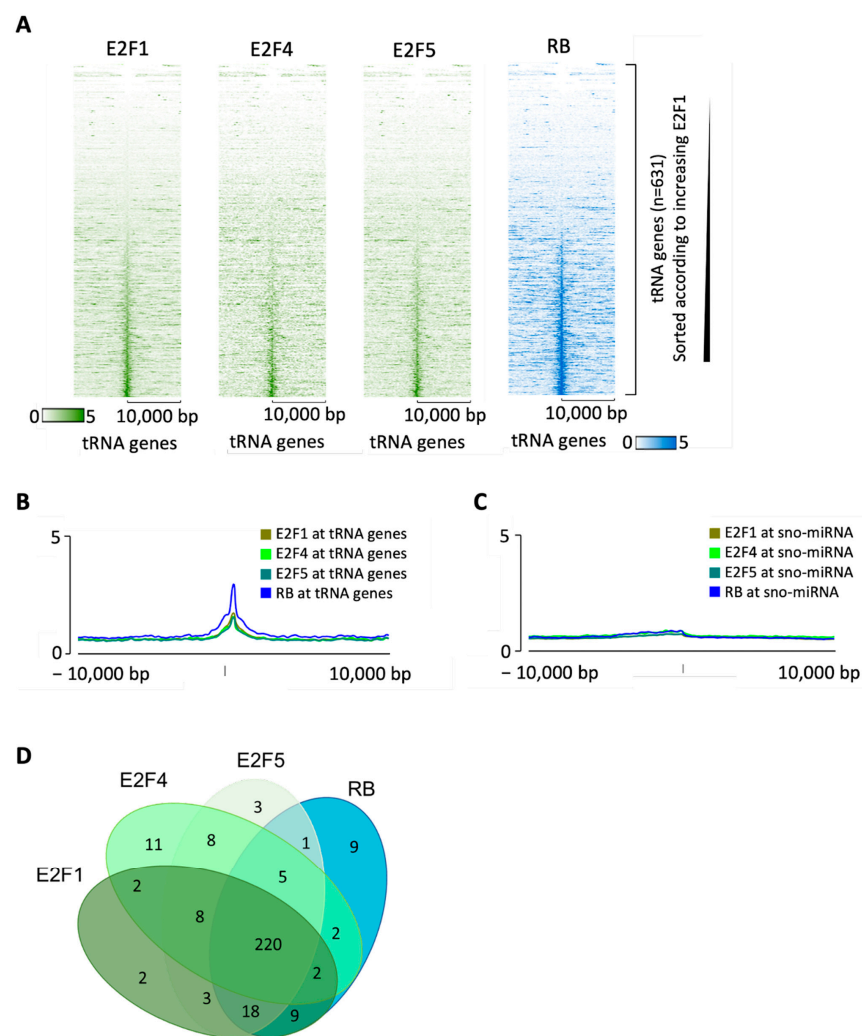 A
E2F1
E2F4
E2F5
RB
tRNA genes (n=631)
Sorted according to increasing E2F1
0
5
10,000 bp
10,000 bp
10,000 bp
10,000 bp
tRNA genes
tRNA genes
tRNA genes
tRNA genes
0
5
B
5
0
E2F1 at tRNA genes
E2F4 at tRNA genes
E2F5 at tRNA genes
RB at tRNA genes
− 10,000 bp
10,000 bp
C
5
0
E2F1 at sno-miRNA
E2F4 at sno-miRNA
E2F5 at sno-miRNA
RB at sno-miRNA
− 10,000 bp
10,000 bp
D
E2F5
E2F4
RB
E2F1
3
11
8
1
9
2
5
8
220
2
2
2
3
18
9